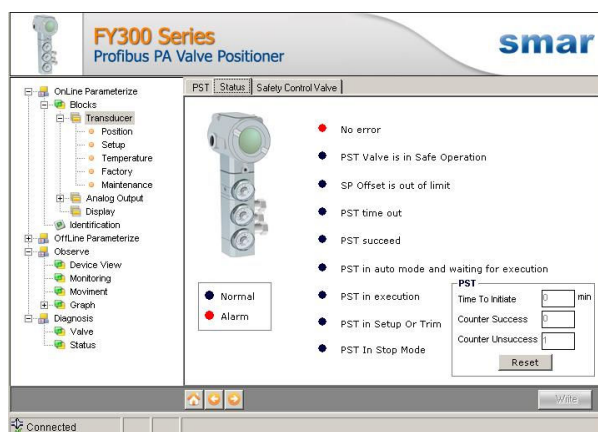 FY300 Series
Profibus PA Valve Positioner
smar
OnLine Parameterize
Blocks
Transducer
Position
Setup
Temperature
Factory
Maintenance
Analog Output
Display
Identification
OffLine Parameterize
Observe
Device View
Monitoring
Moviment
Graph
Diagnosis
Valve
Status
PST Status Safety Control Valve
No error
PST Valve is in Safe Operation
SP Offset is out of limit
PST time out
PST succeed
PST in auto mode and waiting for execution
PST in execution
PST in Setup Or Trim
PST In Stop Mode
Normal
Alarm
PST
Time To Initiate 0 min
Counter Success 0
Counter Unsuccess 1
Reset
Write
Connected